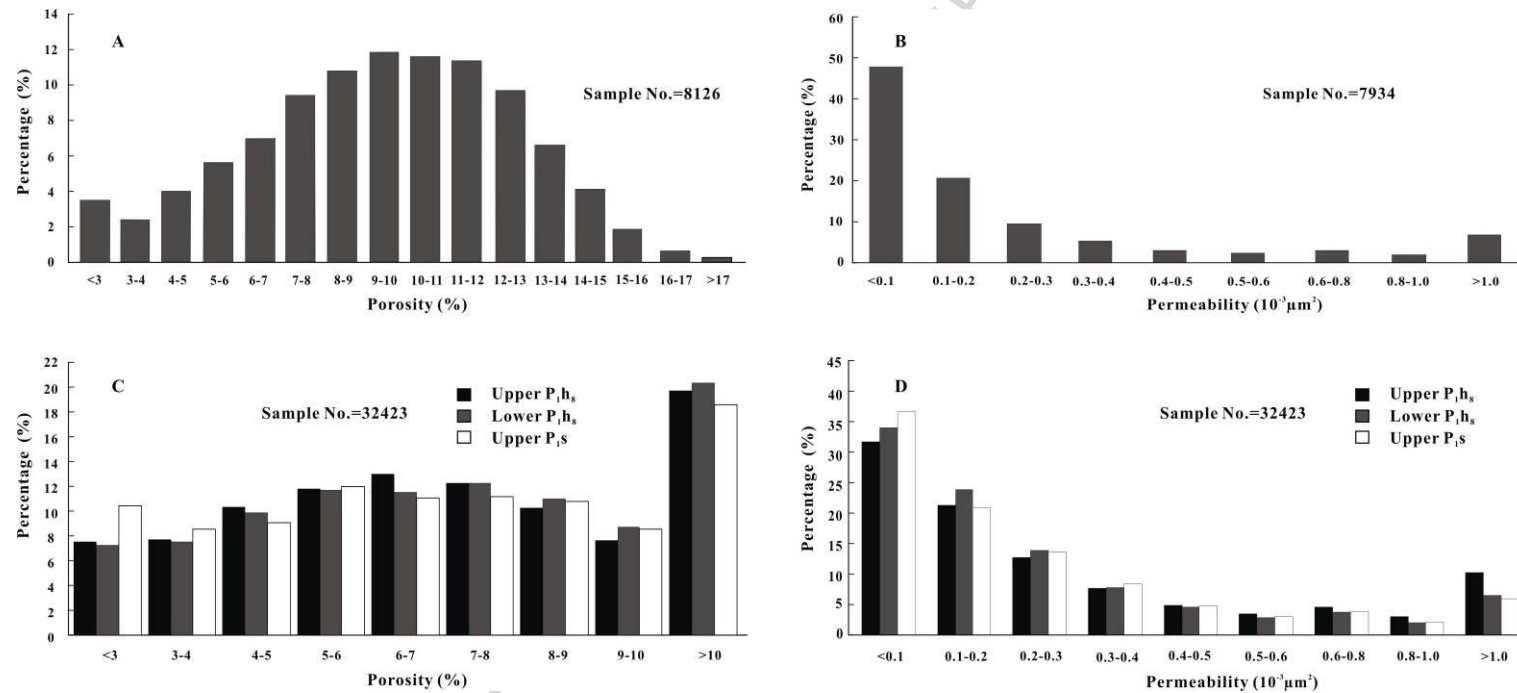 A
Sample No.=8126
Percentage (%)
14
12
10
8
6
4
2
0
<3 3-4 4-5 5-6 6-7 7-8 8-9 9-10 10-11 11-12 12-13 13-14 14-15 15-16 16-17 >17
Porosity (%)
B
Sample No.=7934
Percentage (%)
60
50
40
30
20
10
0
<0.1 0.1-0.2 0.2-0.3 0.3-0.4 0.4-0.5 0.5-0.6 0.6-0.8 0.8-1.0 >1.0
Permeability (10⁻³μm²)
C
Sample No.=32423
Upper P₁h₈
Lower P₁h₈
Upper P₁s
Percentage (%)
22
20
18
16
14
12
10
8
6
4
2
0
<3 3-4 4-5 5-6 6-7 7-8 8-9 9-10 >10
Porosity (%)
D
Sample No.=32423
Upper P₁h₈
Lower P₁h₈
Upper P₁s
Percentage (%)
45
40
35
30
25
20
15
10
5
0
<0.1 0.1-0.2 0.2-0.3 0.3-0.4 0.4-0.5 0.5-0.6 0.6-0.8 0.8-1.0 >1.0
Permeability (10⁻³μm²)